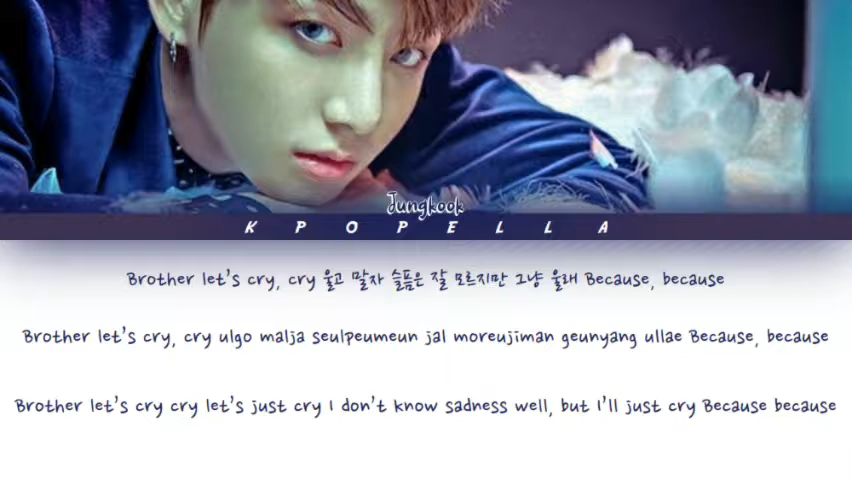 Jungkook
KPOPELLA
Brother let's cry, cry 울고 말자 슬픔은 잘 모르지만 그냥 울래 Because, because
Brother let's cry, cry ulgo malja seulpeumeun jal moreujiman geunyang ullae Because, because
Brother let's cry cry let's just cry I don't know sadness well, but I'll just cry Because because